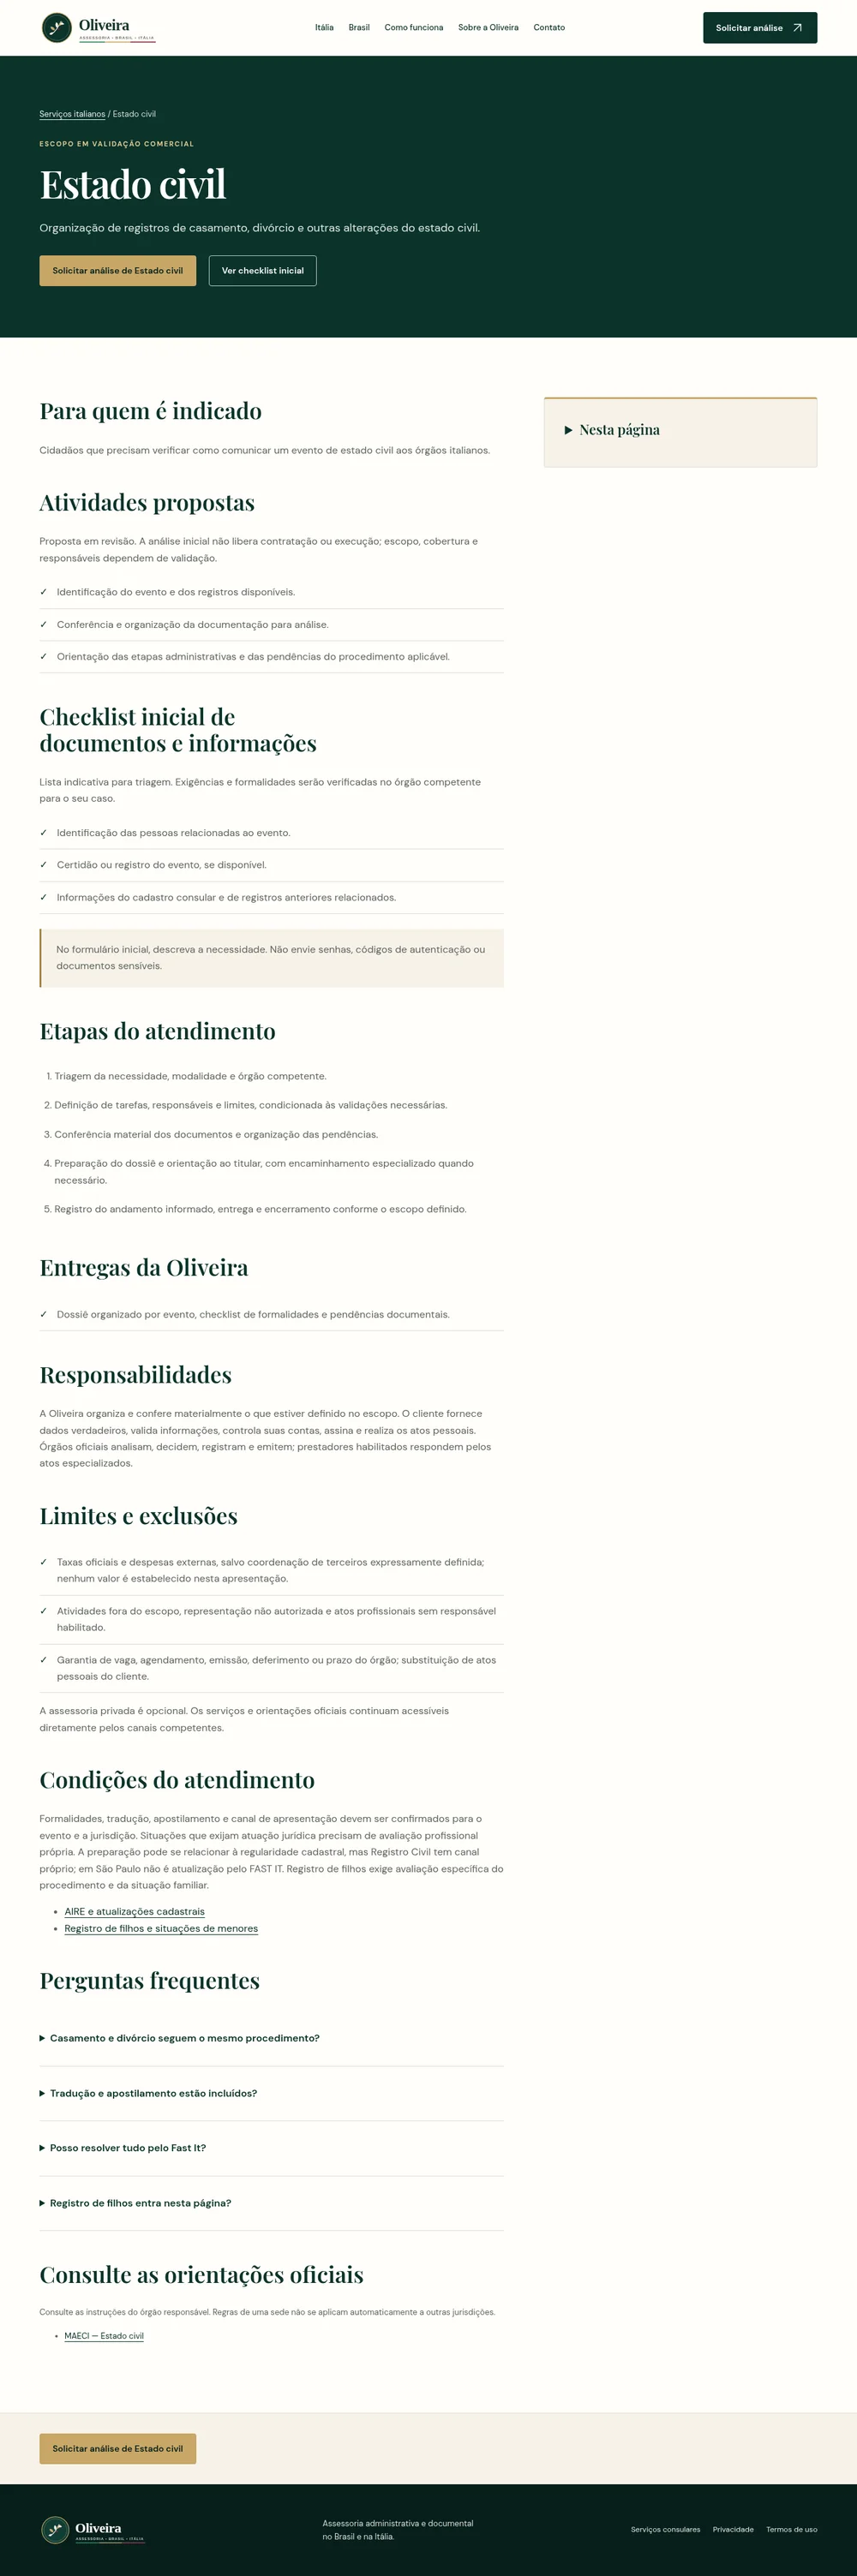 Oliveira
ASSESSORIA • BRASIL • ITÁLIA
Itália
Brasil
Como funciona
Sobre a Oliveira
Contato
Solicitar análise
Serviços italianos / Estado civil
ESCOPO EM VALIDAÇÃO COMERCIAL
Estado civil
Organização de registros de casamento, divórcio e outras alterações do estado civil.
Solicitar análise de Estado civil
Ver checklist inicial
Para quem é indicado
Cidadãos que precisam verificar como comunicar um evento de estado civil aos órgãos italianos.
▶ Nesta página
Atividades propostas
Proposta em revisão. A análise inicial não libera contratação ou execução; escopo, cobertura e
responsáveis dependem de validação.
✓ Identificação do evento e dos registros disponíveis.
✓ Conferência e organização da documentação para análise.
✓ Orientação das etapas administrativas e das pendências do procedimento aplicável.
Checklist inicial de
documentos e informações
Lista indicativa para triagem. Exigências e formalidades serão verificadas no órgão competente
para o seu caso.
✓ Identificação das pessoas relacionadas ao evento.
✓ Certidão ou registro do evento, se disponível.
✓ Informações do cadastro consular e de registros anteriores relacionados.
No formulário inicial, descreva a necessidade. Não envie senhas, códigos de autenticação ou
documentos sensíveis.
Etapas do atendimento
1. Triagem da necessidade, modalidade e órgão competente.
2. Definição de tarefas, responsáveis e limites, condicionada às validações necessárias.
3. Conferência material dos documentos e organização das pendências.
4. Preparação do dossiê e orientação ao titular, com encaminhamento especializado quando
necessário.
5. Registro do andamento informado, entrega e encerramento conforme o escopo definido.
Entregas da Oliveira
✓ Dossiê organizado por evento, checklist de formalidades e pendências documentais.
Responsabilidades
A Oliveira organiza e confere materialmente o que estiver definido no escopo. O cliente fornece
dados verdadeiros, valida informações, controla suas contas, assina e realiza os atos pessoais.
Órgãos oficiais analisam, decidem, registram e emitem; prestadores habilitados respondem pelos
atos especializados.
Limites e exclusões
✓ Taxas oficiais e despesas externas, salvo coordenação de terceiros expressamente definida;
nenhum valor é estabelecido nesta apresentação.
✓ Atividades fora do escopo, representação não autorizada e atos profissionais sem responsável
habilitado.
✓ Garantia de vaga, agendamento, emissão, deferimento ou prazo do órgão; substituição de atos
pessoais do cliente.
A assessoria privada é opcional. Os serviços e orientações oficiais continuam acessíveis
diretamente pelos canais competentes.
Condições do atendimento
Formalidades, tradução, apostilamento e canal de apresentação devem ser confirmados para o
evento e a jurisdição. Situações que exijam atuação jurídica precisam de avaliação profissional
própria. A preparação pode se relacionar à regularidade cadastral, mas Registro Civil tem canal
próprio; em São Paulo não é atualização pelo FAST IT. Registro de filhos exige avaliação específica do
procedimento e da situação familiar.
• AIRE e atualizações cadastrais
• Registro de filhos e situações de menores
Perguntas frequentes
▶ Casamento e divórcio seguem o mesmo procedimento?
▶ Tradução e apostilamento estão incluídos?
▶ Posso resolver tudo pelo Fast It?
▶ Registro de filhos entra nesta página?
Consulte as orientações oficiais
Consulte as instruções do órgão responsável. Regras de uma sede não se aplicam automaticamente a outras jurisdições.
• MAECI — Estado civil
Solicitar análise de Estado civil
Oliveira
ASSESSORIA • BRASIL • ITÁLIA
Assessoria administrativa e documental
no Brasil e na Itália.
Serviços consulares
Privacidade
Termos de uso